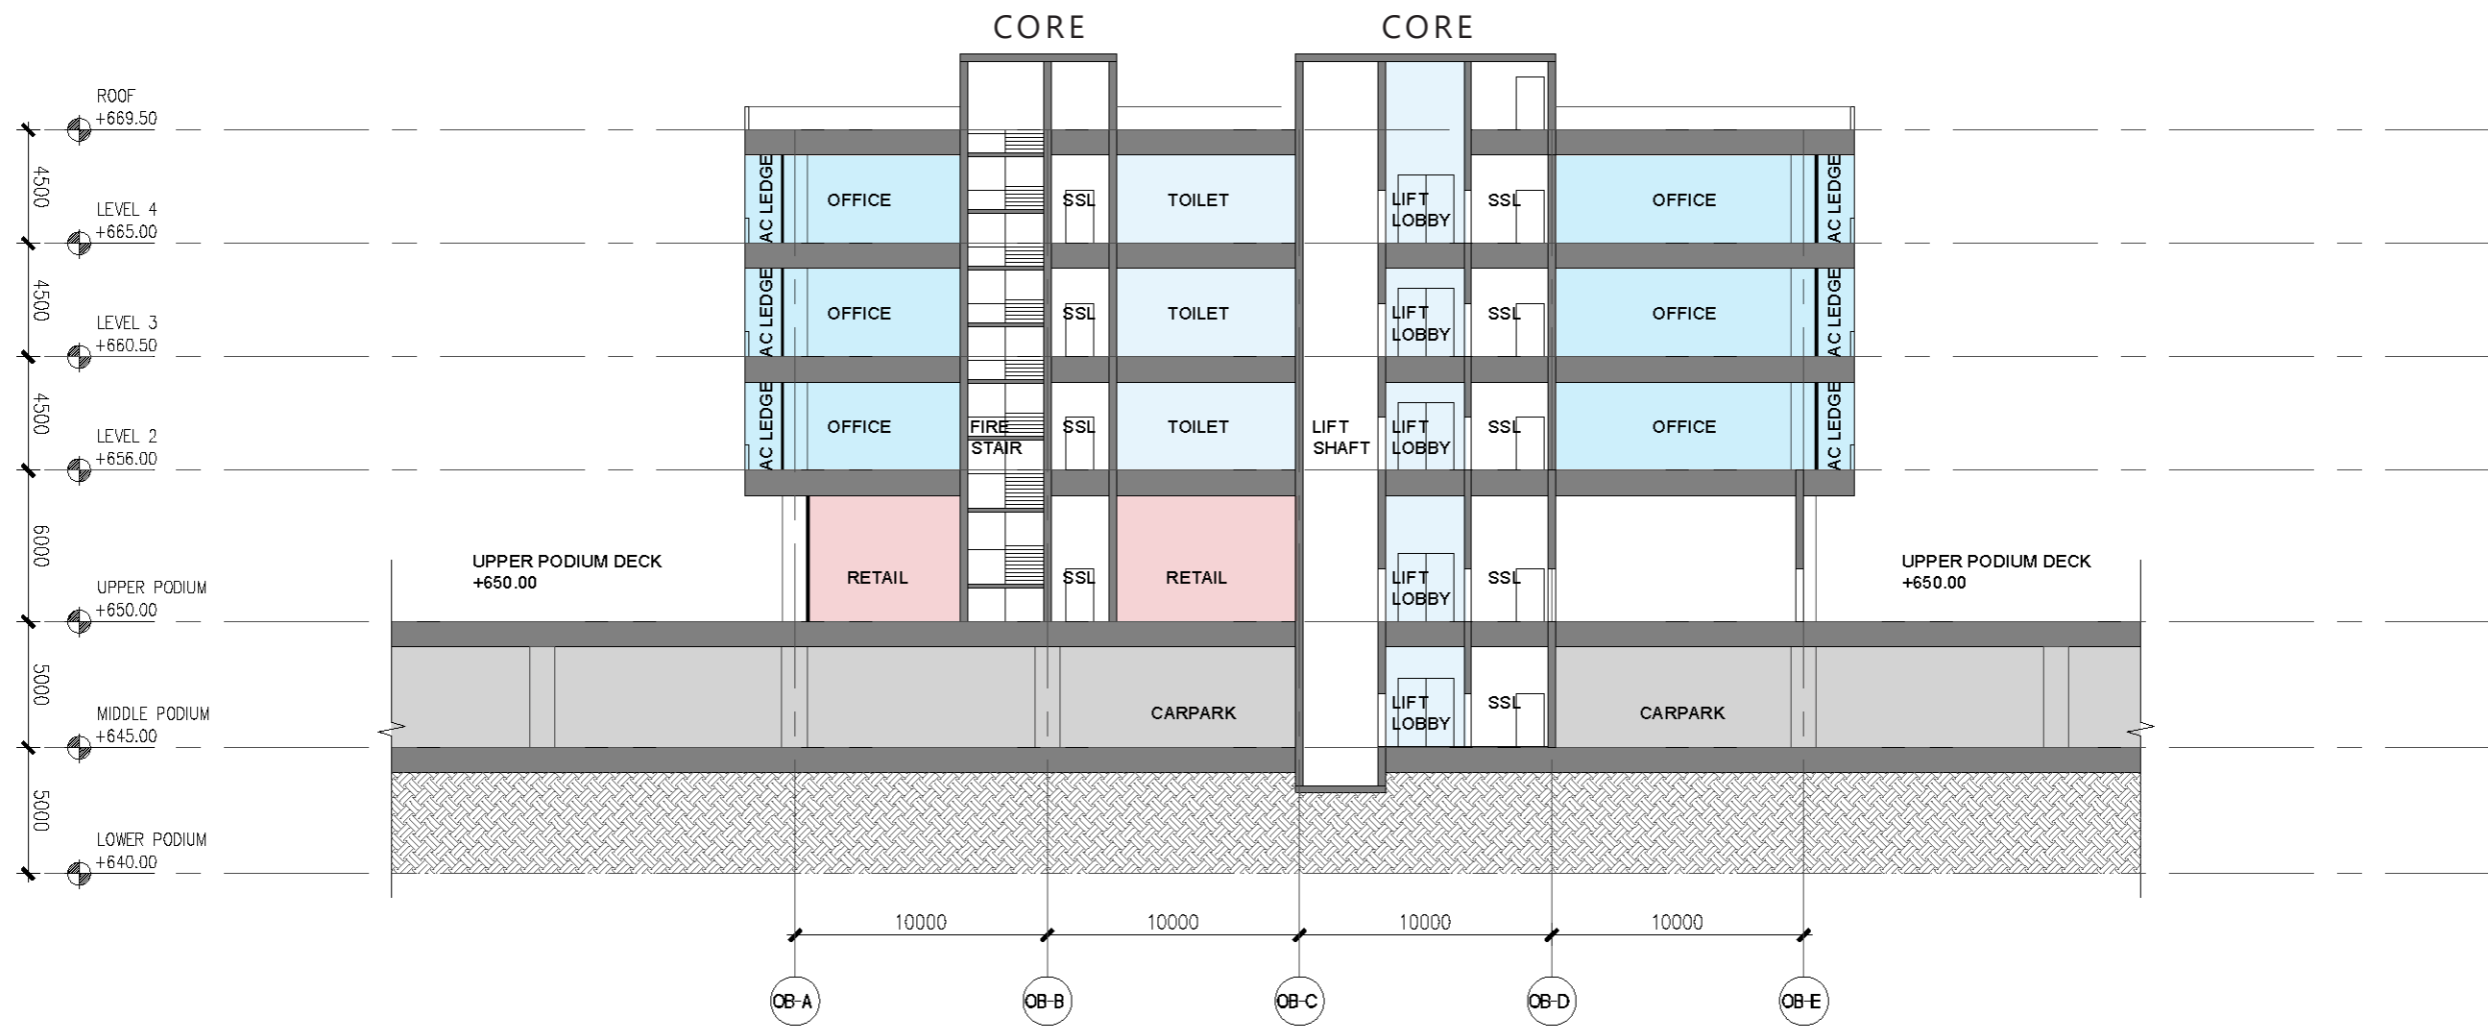 CORE CORE
ROOF
+669.50
4500
AC LEDGE OFFICE SSL TOILET LIFT LOBBY SSL OFFICE AC LEDGE
LEVEL 4
+665.00
4500
AC LEDGE OFFICE SSL TOILET LIFT LOBBY SSL OFFICE AC LEDGE
LEVEL 3
+660.50
4500
AC LEDGE OFFICE FIRE STAIR SSL TOILET LIFT SHAFT LIFT LOBBY SSL OFFICE AC LEDGE
LEVEL 2
+656.00
6000
UPPER PODIUM DECK
+650.00
RETAIL SSL RETAIL LIFT LOBBY SSL
UPPER PODIUM DECK
+650.00
UPPER PODIUM
+650.00
5000
CARPARK LIFT LOBBY SSL CARPARK
MIDDLE PODIUM
+645.00
5000
LOWER PODIUM
+640.00
10000 10000 10000 10000
OB-A OB-B OB-C OB-D OB-E